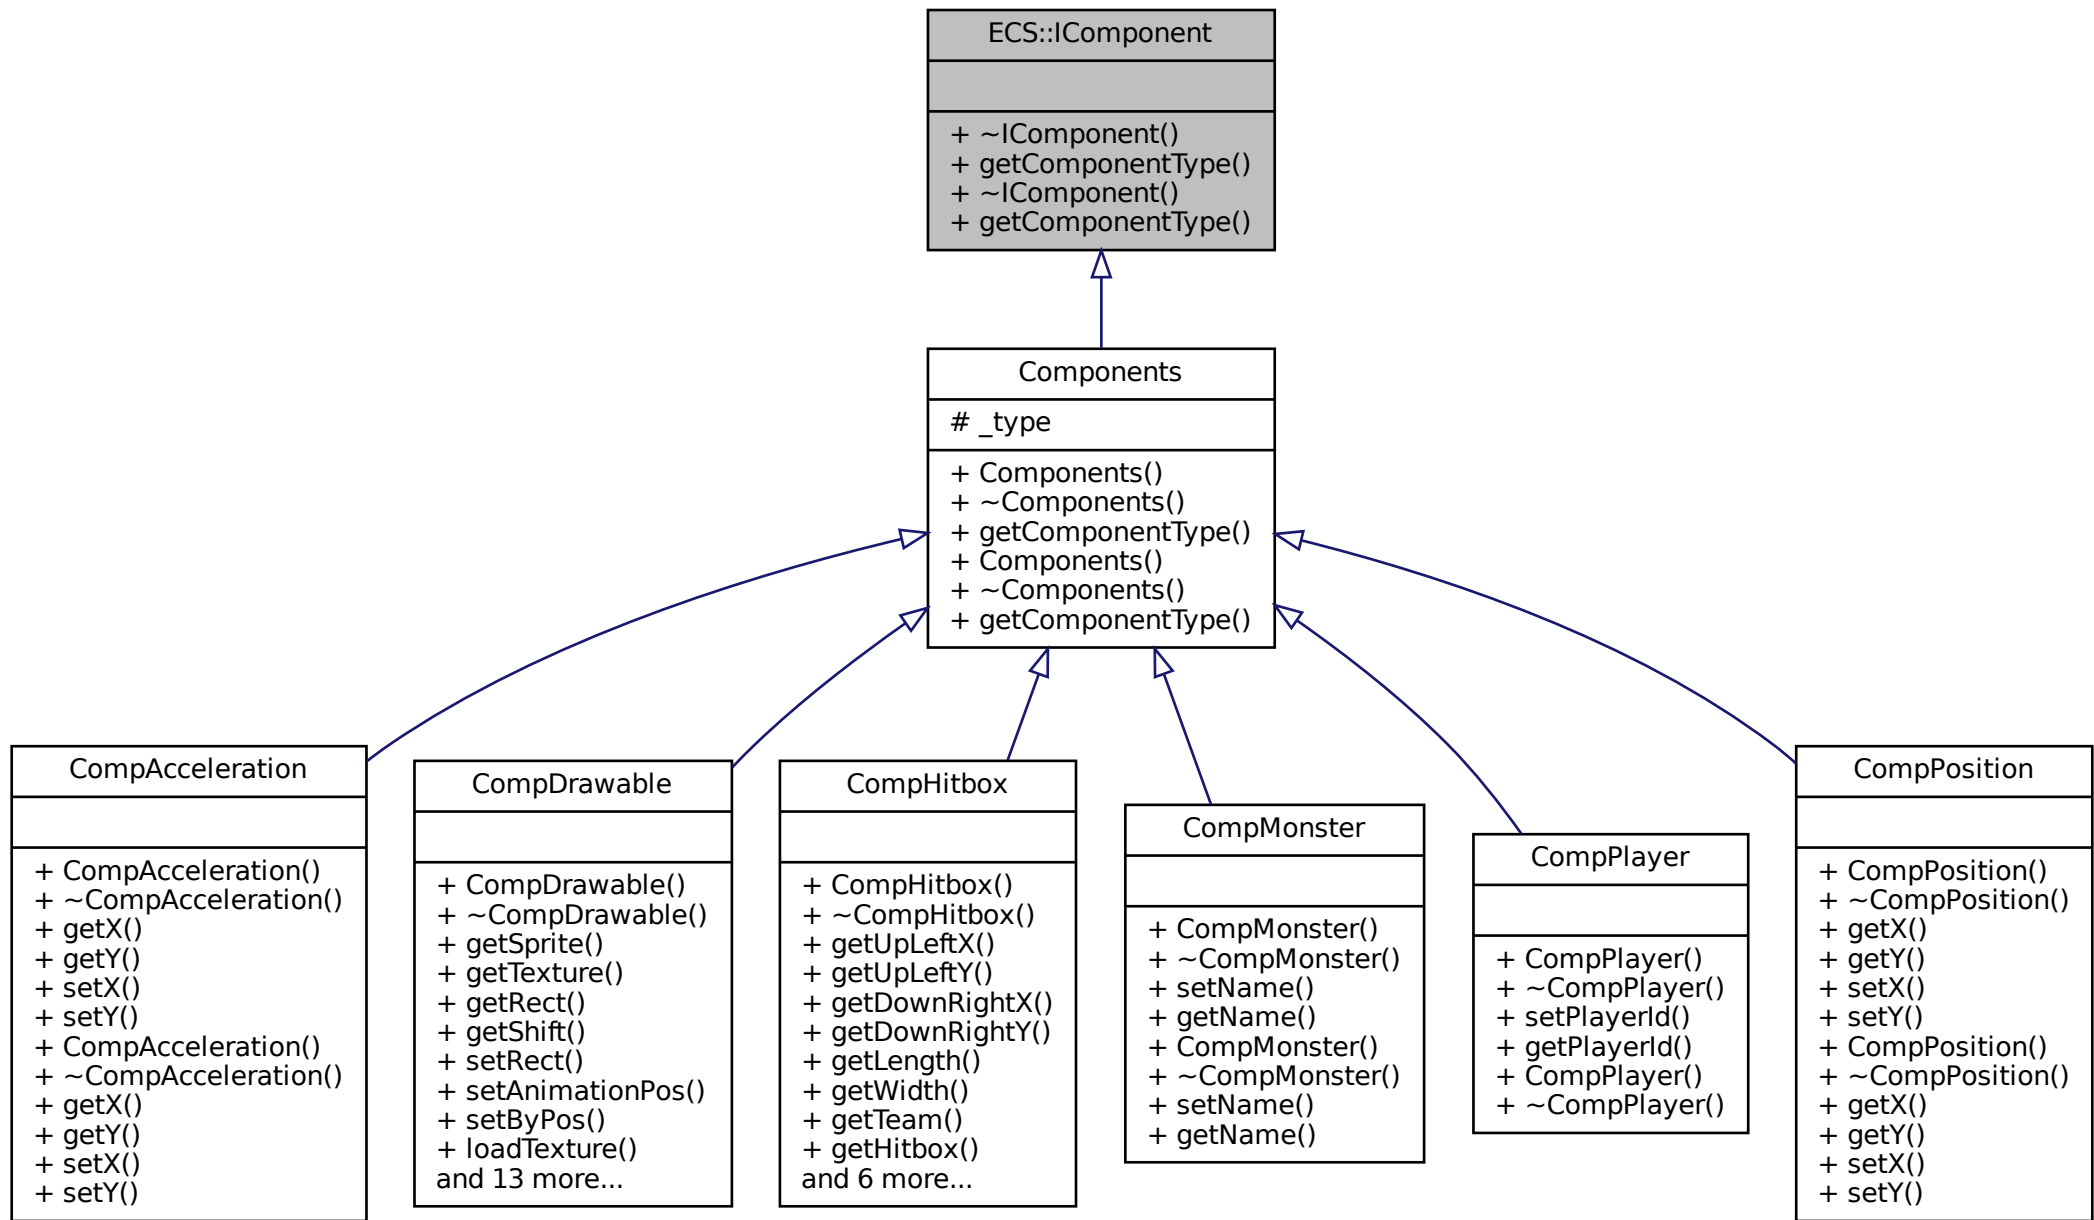 ECS::IComponent
+ ~IComponent()
+ getComponentType()
+ ~IComponent()
+ getComponentType()
Components
# _type
+ Components()
+ ~Components()
+ getComponentType()
+ Components()
+ ~Components()
+ getComponentType()
CompAcceleration
+ CompAcceleration()
+ ~CompAcceleration()
+ getX()
+ getY()
+ setX()
+ setY()
+ CompAcceleration()
+ ~CompAcceleration()
+ getX()
+ getY()
+ setX()
+ setY()
CompDrawable
+ CompDrawable()
+ ~CompDrawable()
+ getSprite()
+ getTexture()
+ getRect()
+ getShift()
+ setRect()
+ setAnimationPos()
+ setByPos()
+ loadTexture()
and 13 more...
CompHitbox
+ CompHitbox()
+ ~CompHitbox()
+ getUpLeftX()
+ getUpLeftY()
+ getDownRightX()
+ getDownRightY()
+ getLength()
+ getWidth()
+ getTeam()
+ getHitbox()
and 6 more...
CompMonster
+ CompMonster()
+ ~CompMonster()
+ setName()
+ getName()
+ CompMonster()
+ ~CompMonster()
+ setName()
+ getName()
CompPlayer
+ CompPlayer()
+ ~CompPlayer()
+ setPlayerId()
+ getPlayerId()
+ CompPlayer()
+ ~CompPlayer()
CompPosition
+ CompPosition()
+ ~CompPosition()
+ getX()
+ getY()
+ setX()
+ setY()
+ CompPosition()
+ ~CompPosition()
+ getX()
+ getY()
+ setX()
+ setY()